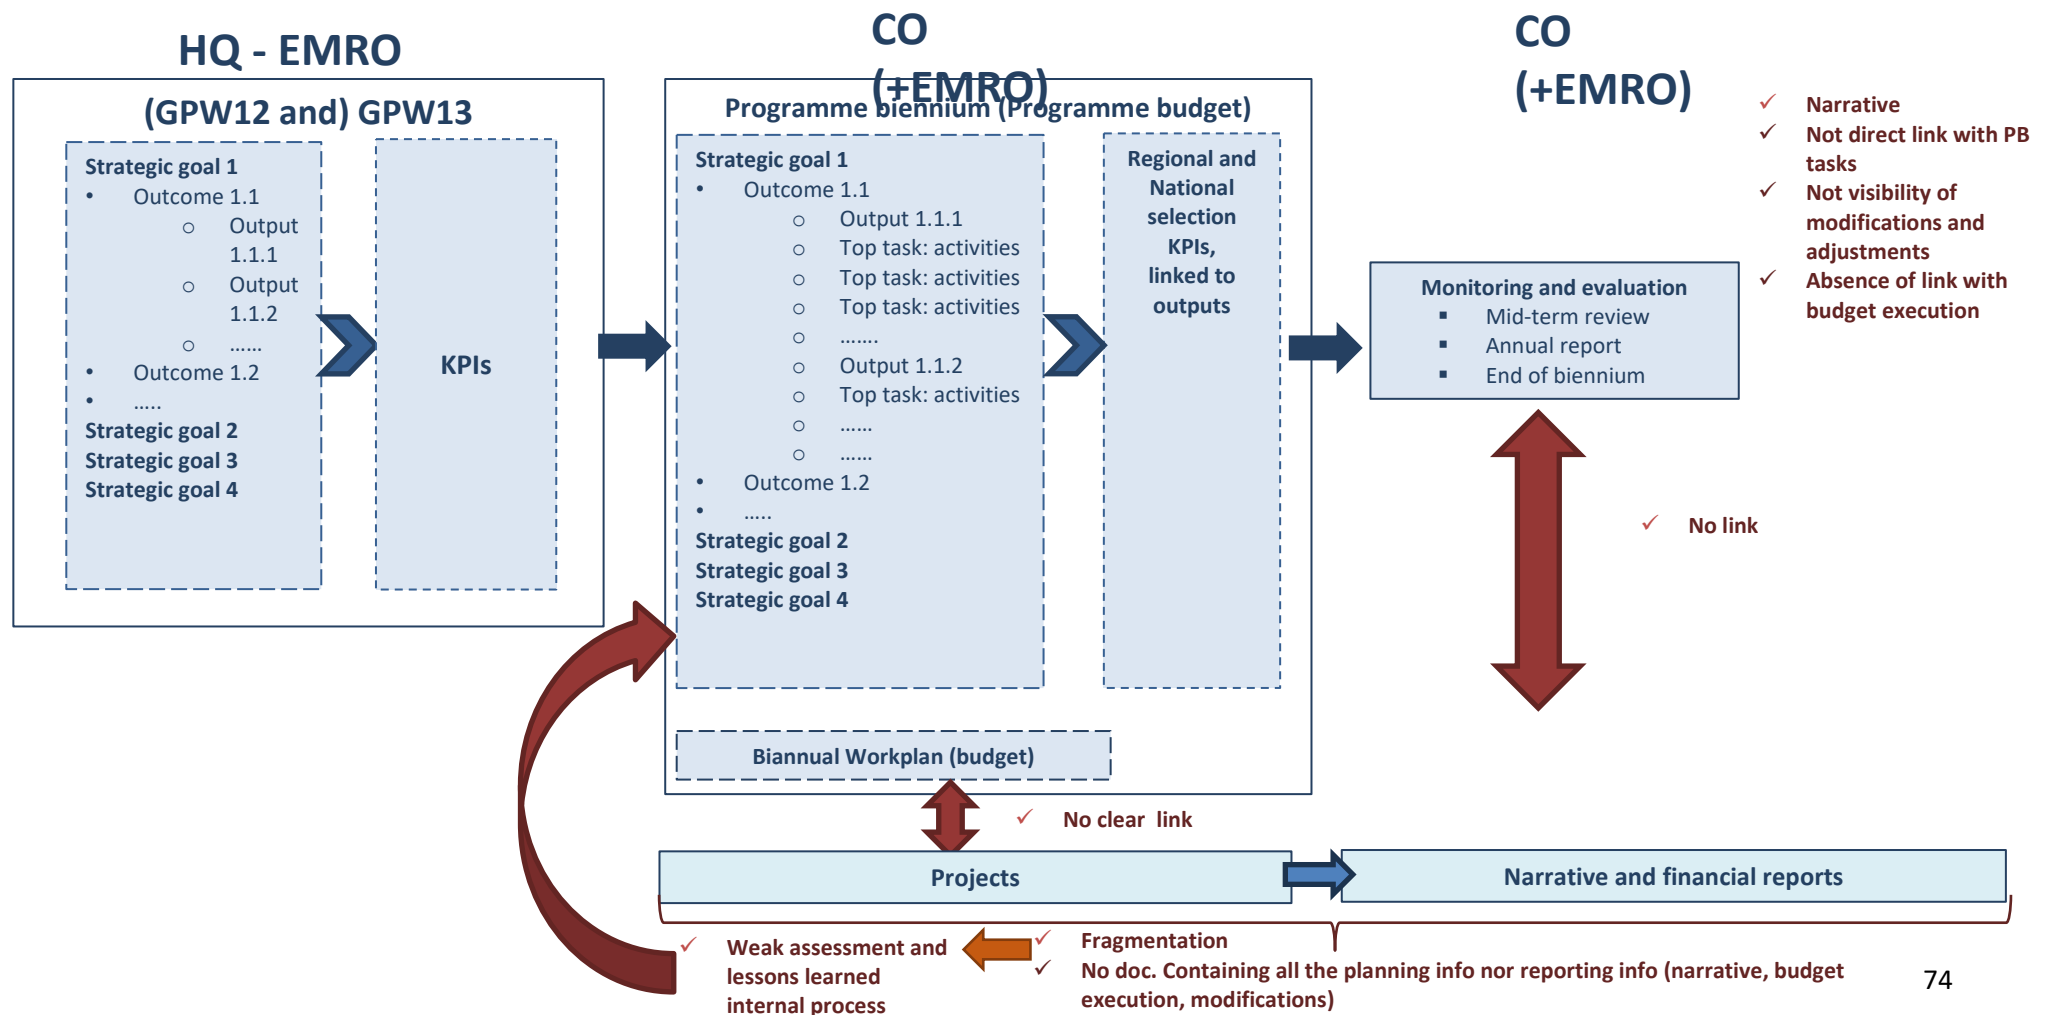 HQ - EMRO
(GPW12 and) GPW13
Strategic goal 1
• Outcome 1.1
o Output
1.1.1
o Output
1.1.2
o ......
• Outcome 1.2
• .....
Strategic goal 2
Strategic goal 3
Strategic goal 4
KPIs
CO
(+EMRO)
Programme biennium (Programme budget)
Strategic goal 1
• Outcome 1.1
o Output 1.1.1
o Top task: activities
o Top task: activities
o Top task: activities
o .......
o Output 1.1.2
o Top task: activities
o ......
o ......
• Outcome 1.2
• .....
Strategic goal 2
Strategic goal 3
Strategic goal 4
Regional and
National
selection
KPIs,
linked to
outputs
Biannual Workplan (budget)
CO
(+EMRO)
Monitoring and evaluation
▪ Mid-term review
▪ Annual report
▪ End of biennium
✓ Narrative
✓ Not direct link with PB
tasks
✓ Not visibility of
modifications and
adjustments
✓ Absence of link with
budget execution
✓ No link
✓ No clear link
Projects
Narrative and financial reports
✓ Weak assessment and
lessons learned
internal process
✓ Fragmentation
✓ No doc. Containing all the planning info nor reporting info (narrative, budget
execution, modifications)
74